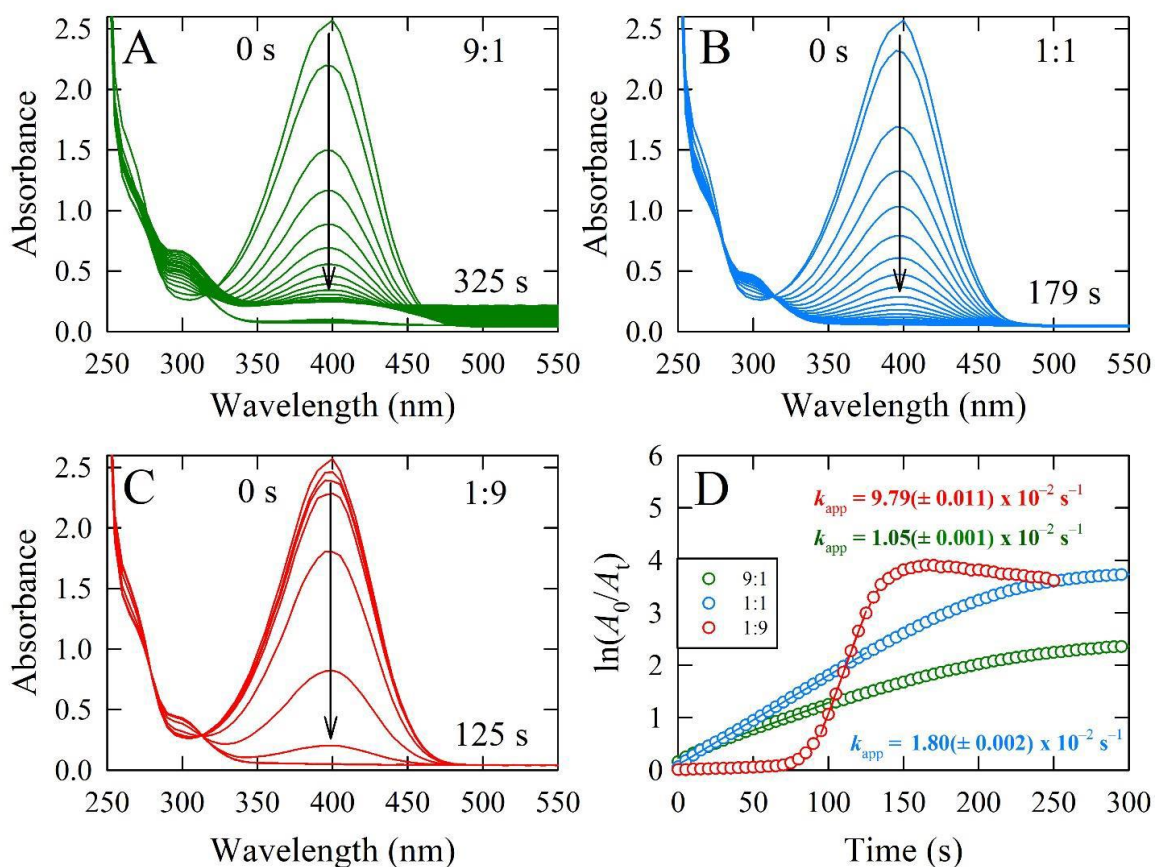 A
0 s
9:1
325 s
2.5
2.0
1.5
1.0
0.5
0.0
Absorbance
250 300 350 400 450 500 550
Wavelength (nm)
B
0 s
1:1
179 s
2.5
2.0
1.5
1.0
0.5
0.0
Absorbance
250 300 350 400 450 500 550
Wavelength (nm)
C
0 s
1:9
125 s
2.5
2.0
1.5
1.0
0.5
0.0
Absorbance
250 300 350 400 450 500 550
Wavelength (nm)
D
k_app = 9.79(± 0.011) x 10⁻² s⁻¹
k_app = 1.05(± 0.001) x 10⁻² s⁻¹
9:1
1:1
1:9
k_app = 1.80(± 0.002) x 10⁻² s⁻¹
6
5
4
3
2
1
0
ln(A₀/Aₜ)
0 50 100 150 200 250 300
Time (s)